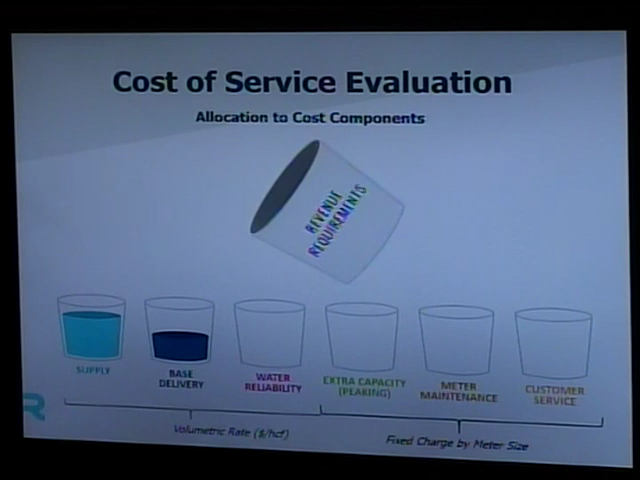 Cost of Service Evaluation
Allocation to Cost Components
REVENUE
REQUIREMENTS
SUPPLY
BASE
DELIVERY
WATER
RELIABILITY
EXTRA CAPACITY
(PEAKING)
METER
MAINTENANCE
CUSTOMER
SERVICE
R
Volumetric Rate ($/hcf)
Fixed Charge by Meter Size